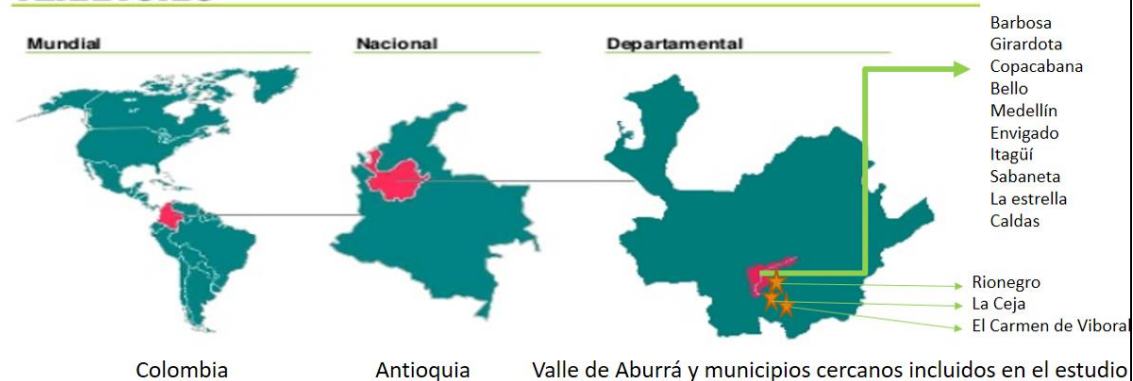 Mundial
Nacional
Departamental
Barbosa
Girardota
Copacabana
Bello
Medellín
Envigado
Itagüí
Sabaneta
La estrella
Caldas
Rionegro
La Ceja
El Carmen de Viboral
Colombia
Antioquia
Valle de Aburrá y municipios cercanos incluidos en el estudio